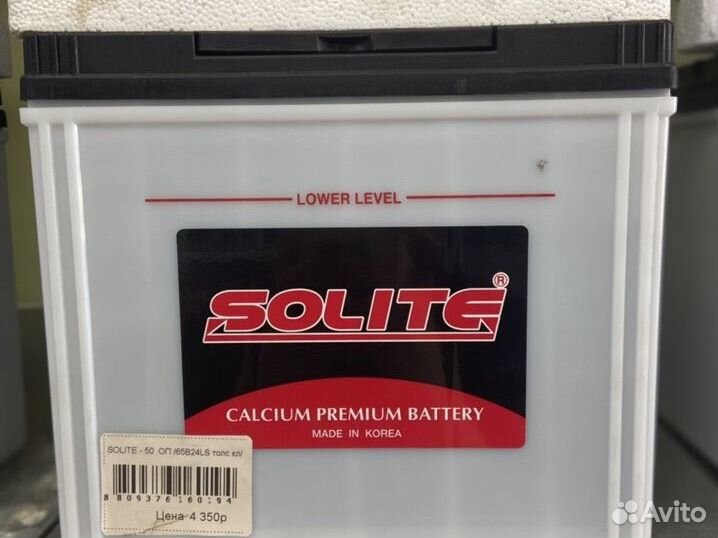 LOWER LEVEL
SOLITE®
CALCIUM PREMIUM BATTERY
MADE IN KOREA
SOLITE - 50 ОП /65B24LS толс кл/
8809376160194
Цена 4 350р
Avito